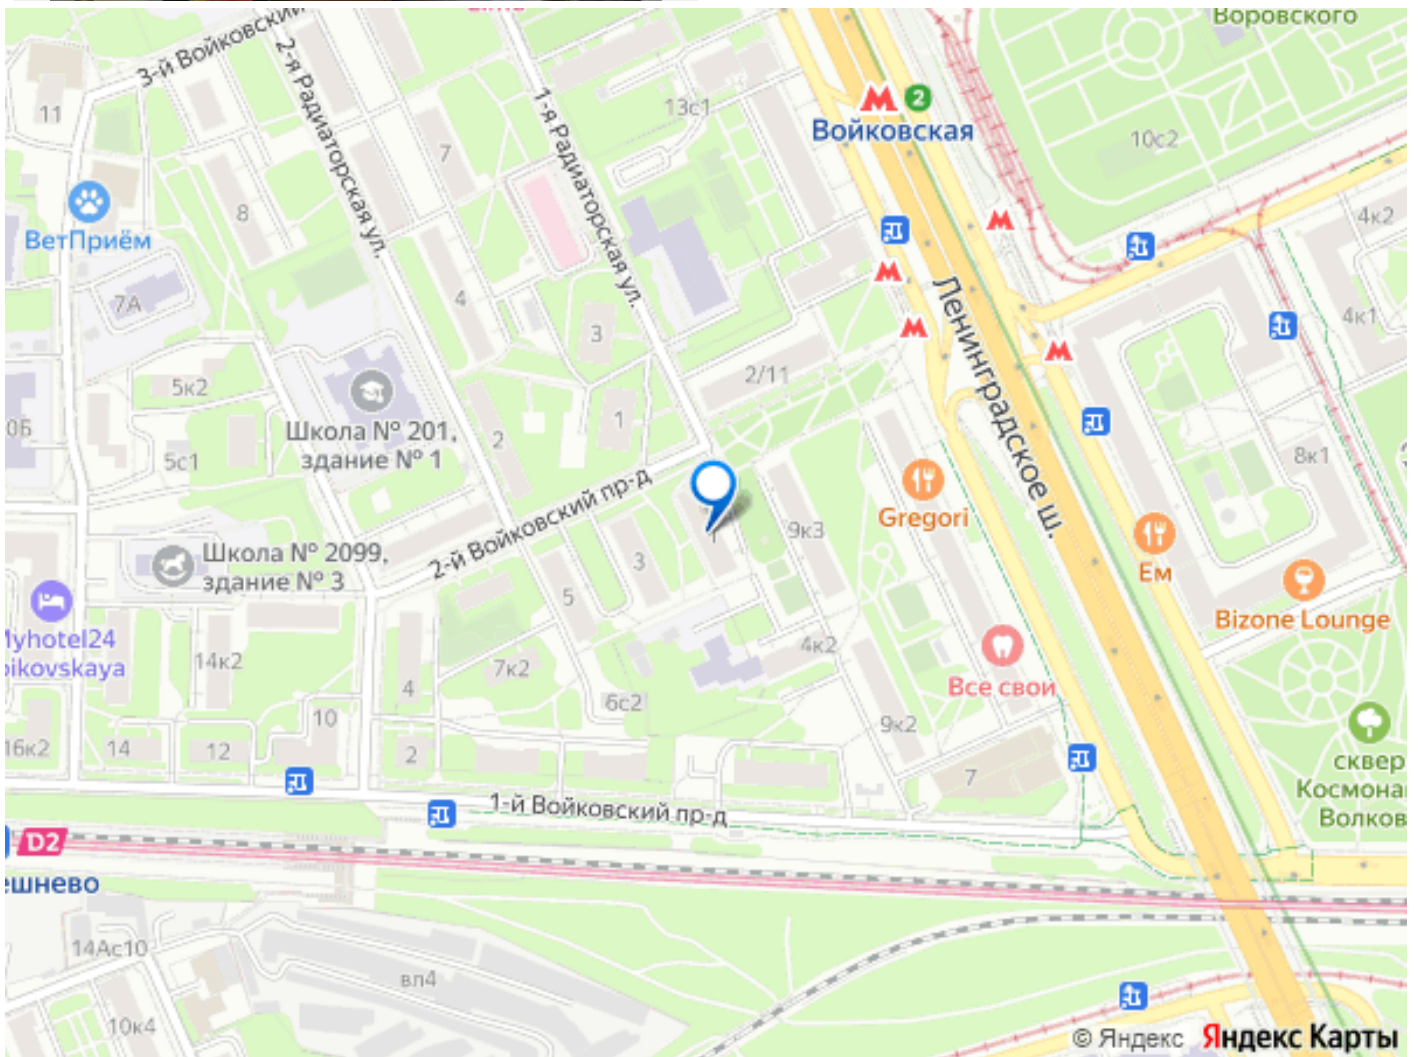 Воровского
3-й Войковский
2-я Радиаторская ул.
1-я Радиаторская ул.
13с1
2
Войковская
10с2
11
7
8
4к2
ВетПриём
7А
4
3
4к1
Ленинградское ш.
5к2
2/11
1
Школа № 201,
здание № 1
2
5с1
8к1
2-й Войковский пр-д
Gregori
9к3
1
3
Ем
Школа № 2099,
здание № 3
5
Bizone Lounge
Myhotel24
14к2
7к2
4к2
4
Все свои
6с2
10
9к2
16к2
14
12
2
7
сквер
1-й Войковский пр-д
D2
14Ас10
вл4
10к4
© Яндекс Яндекс Карты